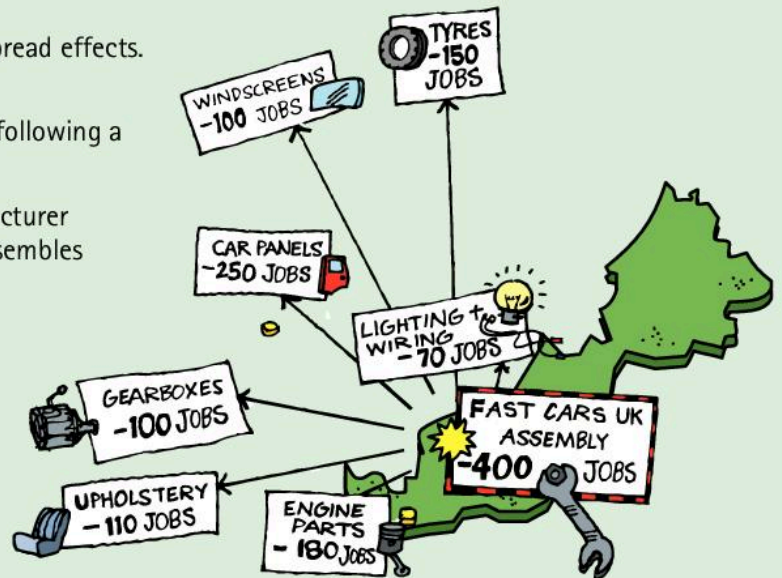 pread effects.
following a
cturer
sembles
TYRES
-150
JOBS
WINDSCREENS
-100 JOBS
CAR PANELS
-250 JOBS
LIGHTING +
WIRING
-70 JOBS
GEARBOXES
-100 JOBS
FAST CARS UK
ASSEMBLY
-400 JOBS
UPHOLSTERY
-110 JOBS
ENGINE
PARTS
-180 JOBS